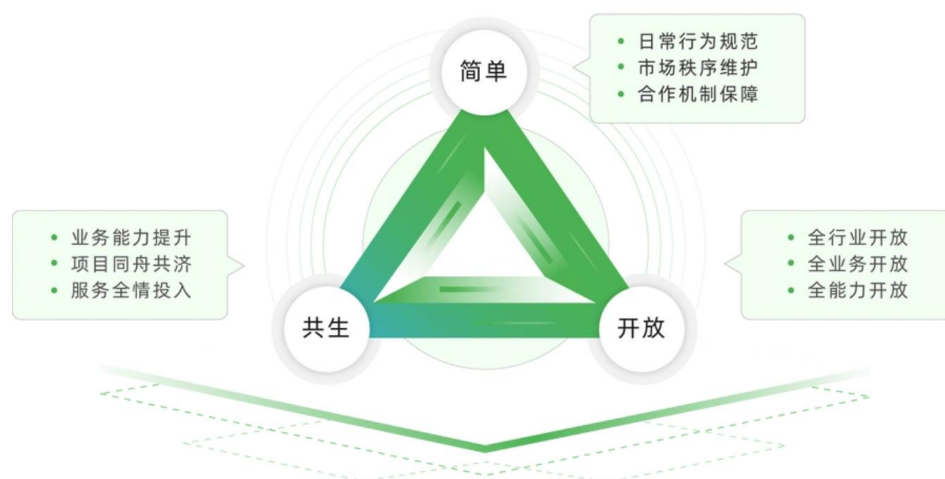 简单
日常行为规范
市场秩序维护
合作机制保障
业务能力提升
项目同舟共济
服务全情投入
全行业开放
全业务开放
全能力开放
共生
开放